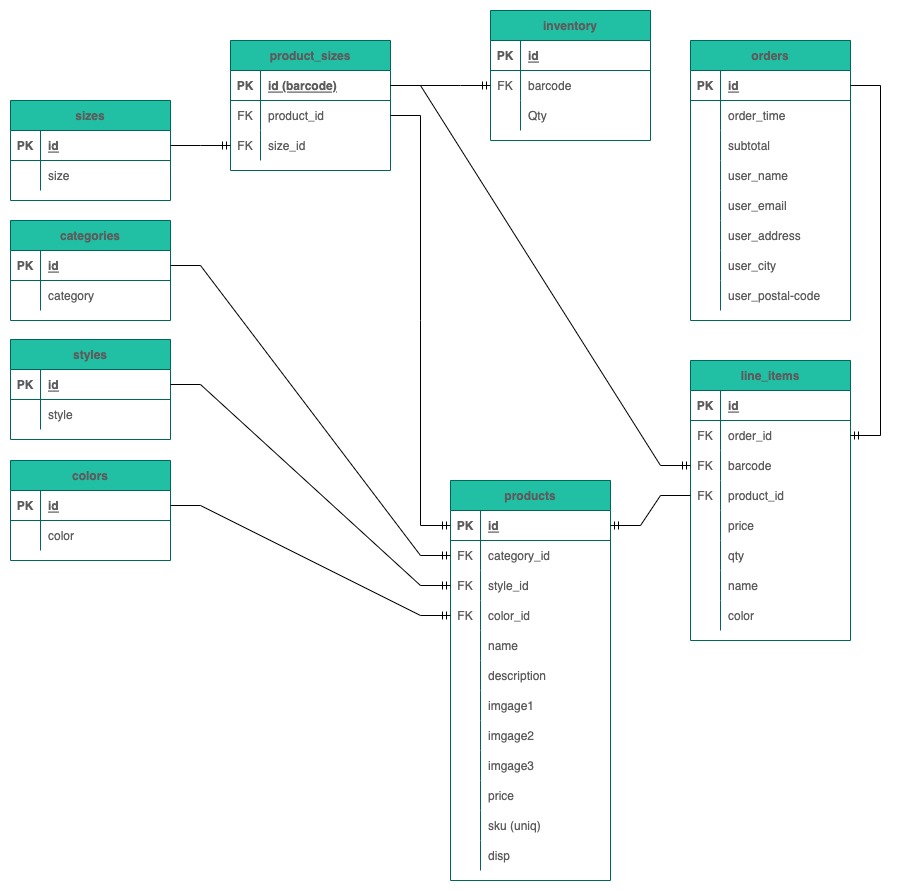 inventory
PK id
FK barcode
Qty
product_sizes
PK id (barcode)
FK product_id
FK size_id
orders
PK id
order_time
subtotal
user_name
user_email
user_address
user_city
user_postal-code
sizes
PK id
size
categories
PK id
category
styles
PK id
style
colors
PK id
color
line_items
PK id
FK order_id
FK barcode
FK product_id
price
qty
name
color
products
PK id
FK category_id
FK style_id
FK color_id
name
description
imgage1
imgage2
imgage3
price
sku (uniq)
disp